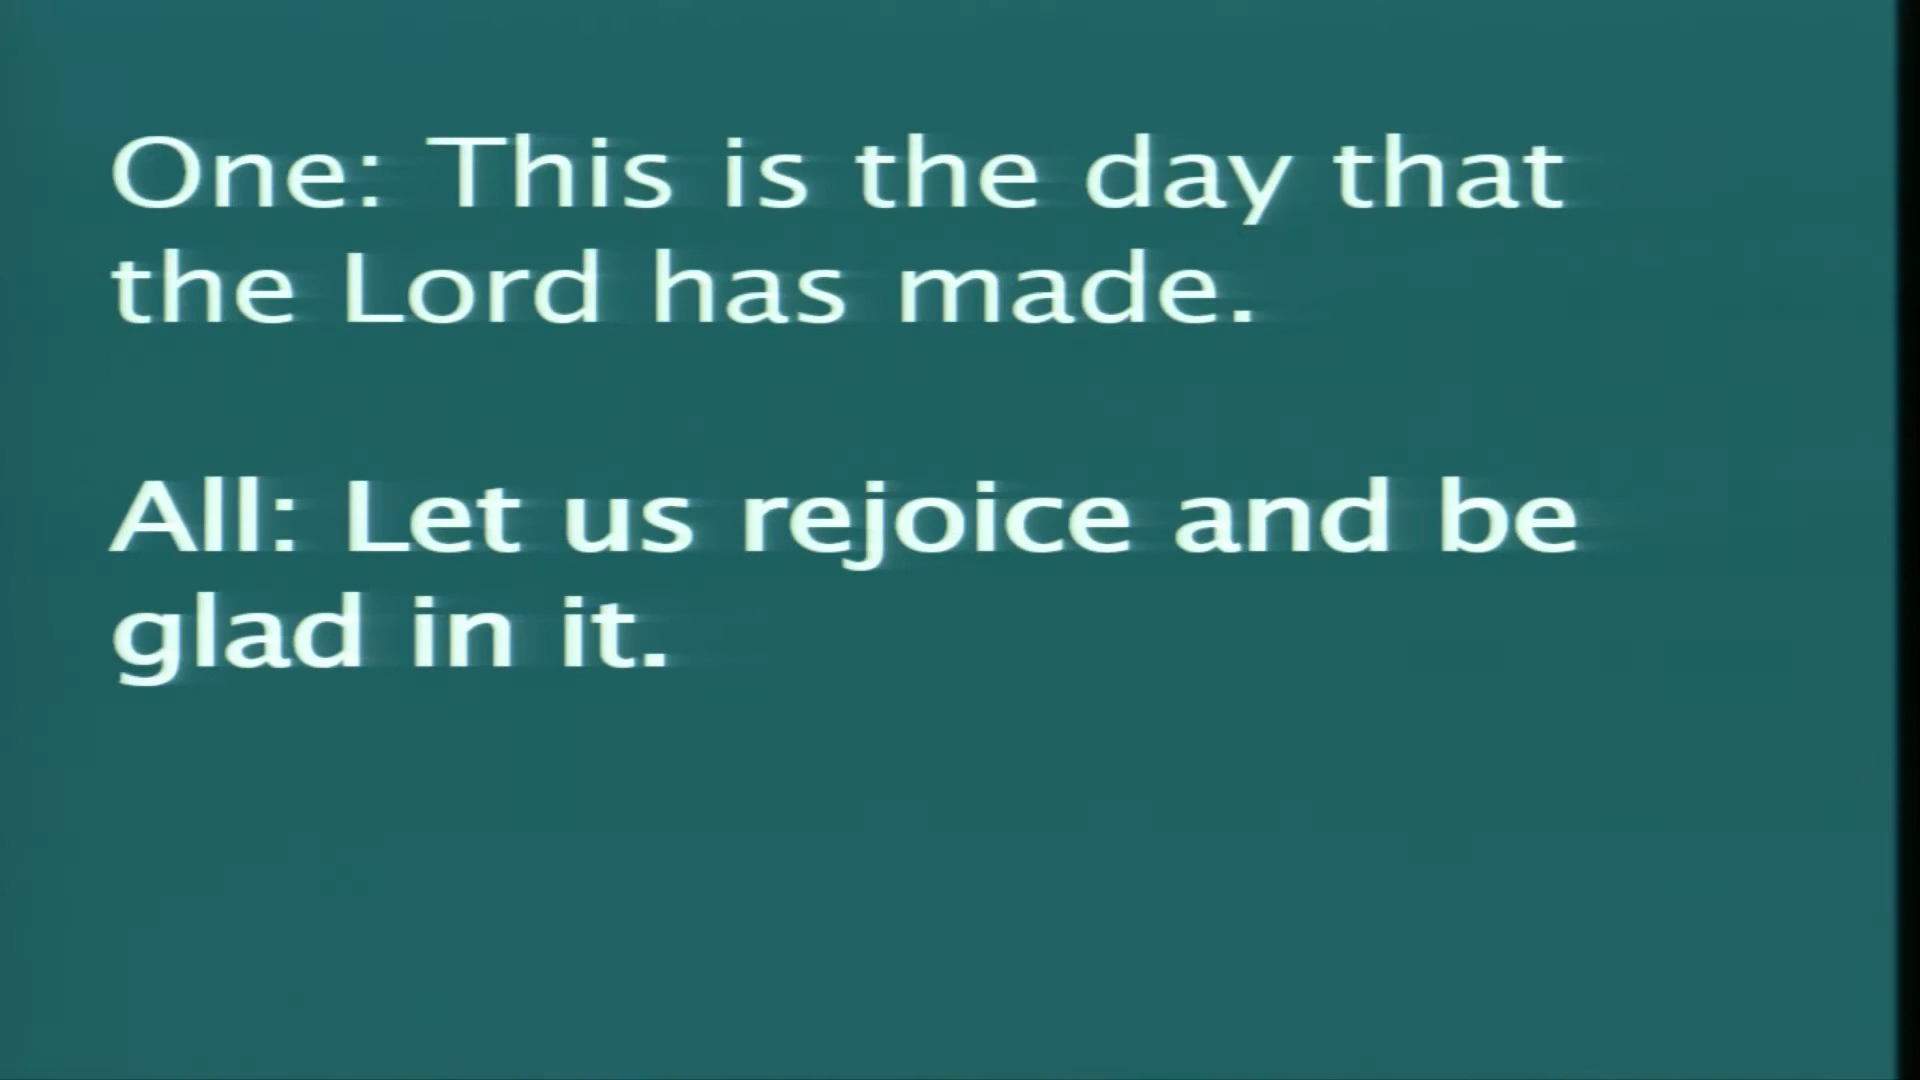 One: This is the day that
the Lord has made.
All: Let us rejoice and be
glad in it.